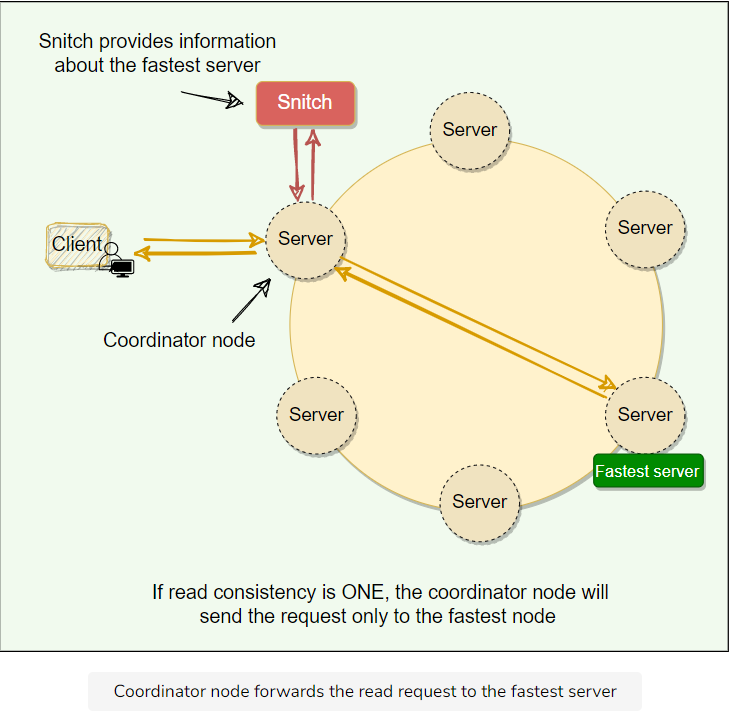 Snitch provides information
about the fastest server
Snitch
Server
Server
Client
Server
Coordinator node
Server
Server
Fastest server
Server
If read consistency is ONE, the coordinator node will
send the request only to the fastest node
Coordinator node forwards the read request to the fastest server